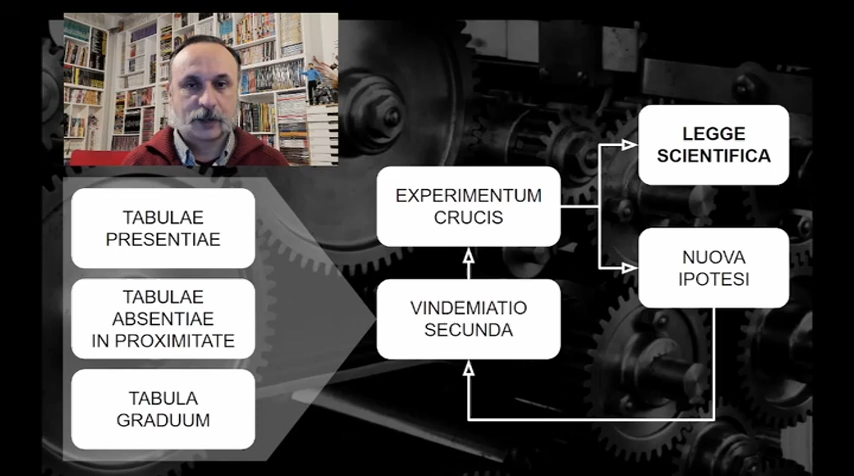 TABULAE
PRESENTIAE
TABULAE
ABSENTIAE
IN PROXIMITATE
TABULA
GRADUUM
EXPERIMENTUM
CRUCIS
VINDEMIATIO
SECUNDA
LEGGE
SCIENTIFICA
NUOVA
IPOTESI